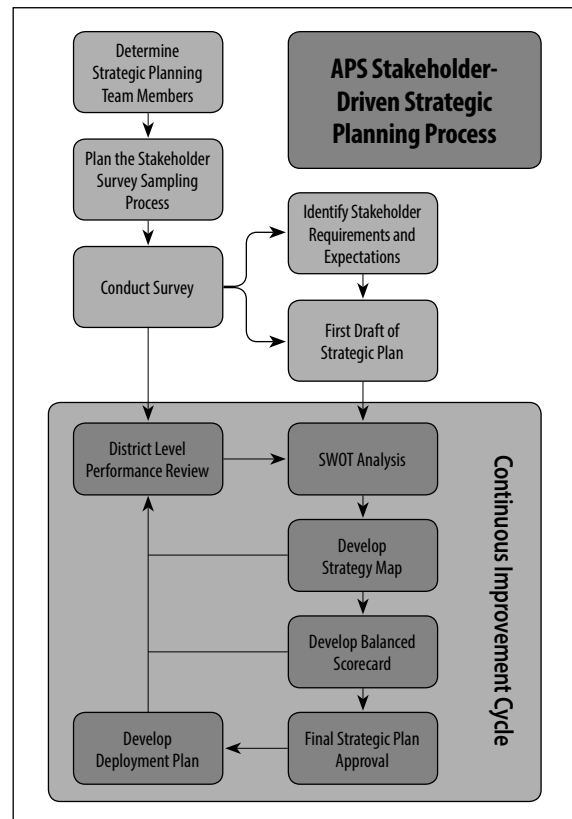 Determine
Strategic Planning
Team Members
APS Stakeholder-
Driven Strategic
Planning Process
Plan the Stakeholder
Survey Sampling
Process
Identify Stakeholder
Requirements and
Expectations
Conduct Survey
First Draft of
Strategic Plan
District Level
Performance Review
SWOT Analysis
Develop
Strategy Map
Develop Balanced
Scorecard
Final Strategic Plan
Approval
Develop
Deployment Plan
Continuous Improvement Cycle